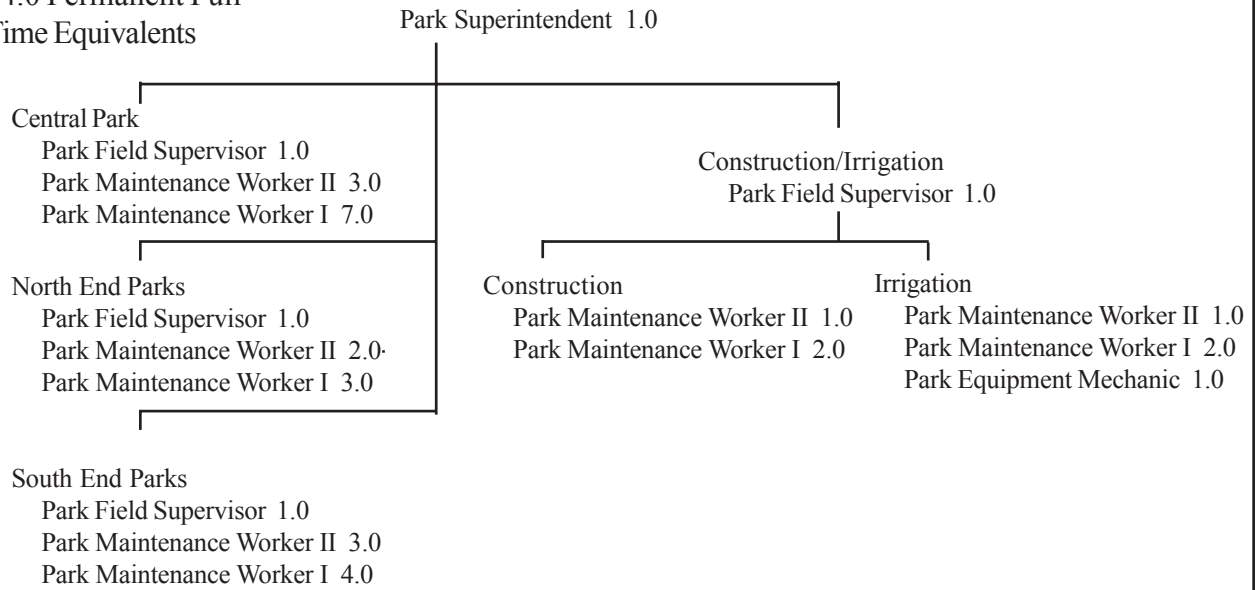 4.0 Permanent Full
Time Equivalents
Park Superintendent 1.0
Central Park
Park Field Supervisor 1.0
Park Maintenance Worker II 3.0
Park Maintenance Worker I 7.0
Construction/Irrigation
Park Field Supervisor 1.0
North End Parks
Park Field Supervisor 1.0
Park Maintenance Worker II 2.0
Park Maintenance Worker I 3.0
Construction
Park Maintenance Worker II 1.0
Park Maintenance Worker I 2.0
Irrigation
Park Maintenance Worker II 1.0
Park Maintenance Worker I 2.0
Park Equipment Mechanic 1.0
South End Parks
Park Field Supervisor 1.0
Park Maintenance Worker II 3.0
Park Maintenance Worker I 4.0